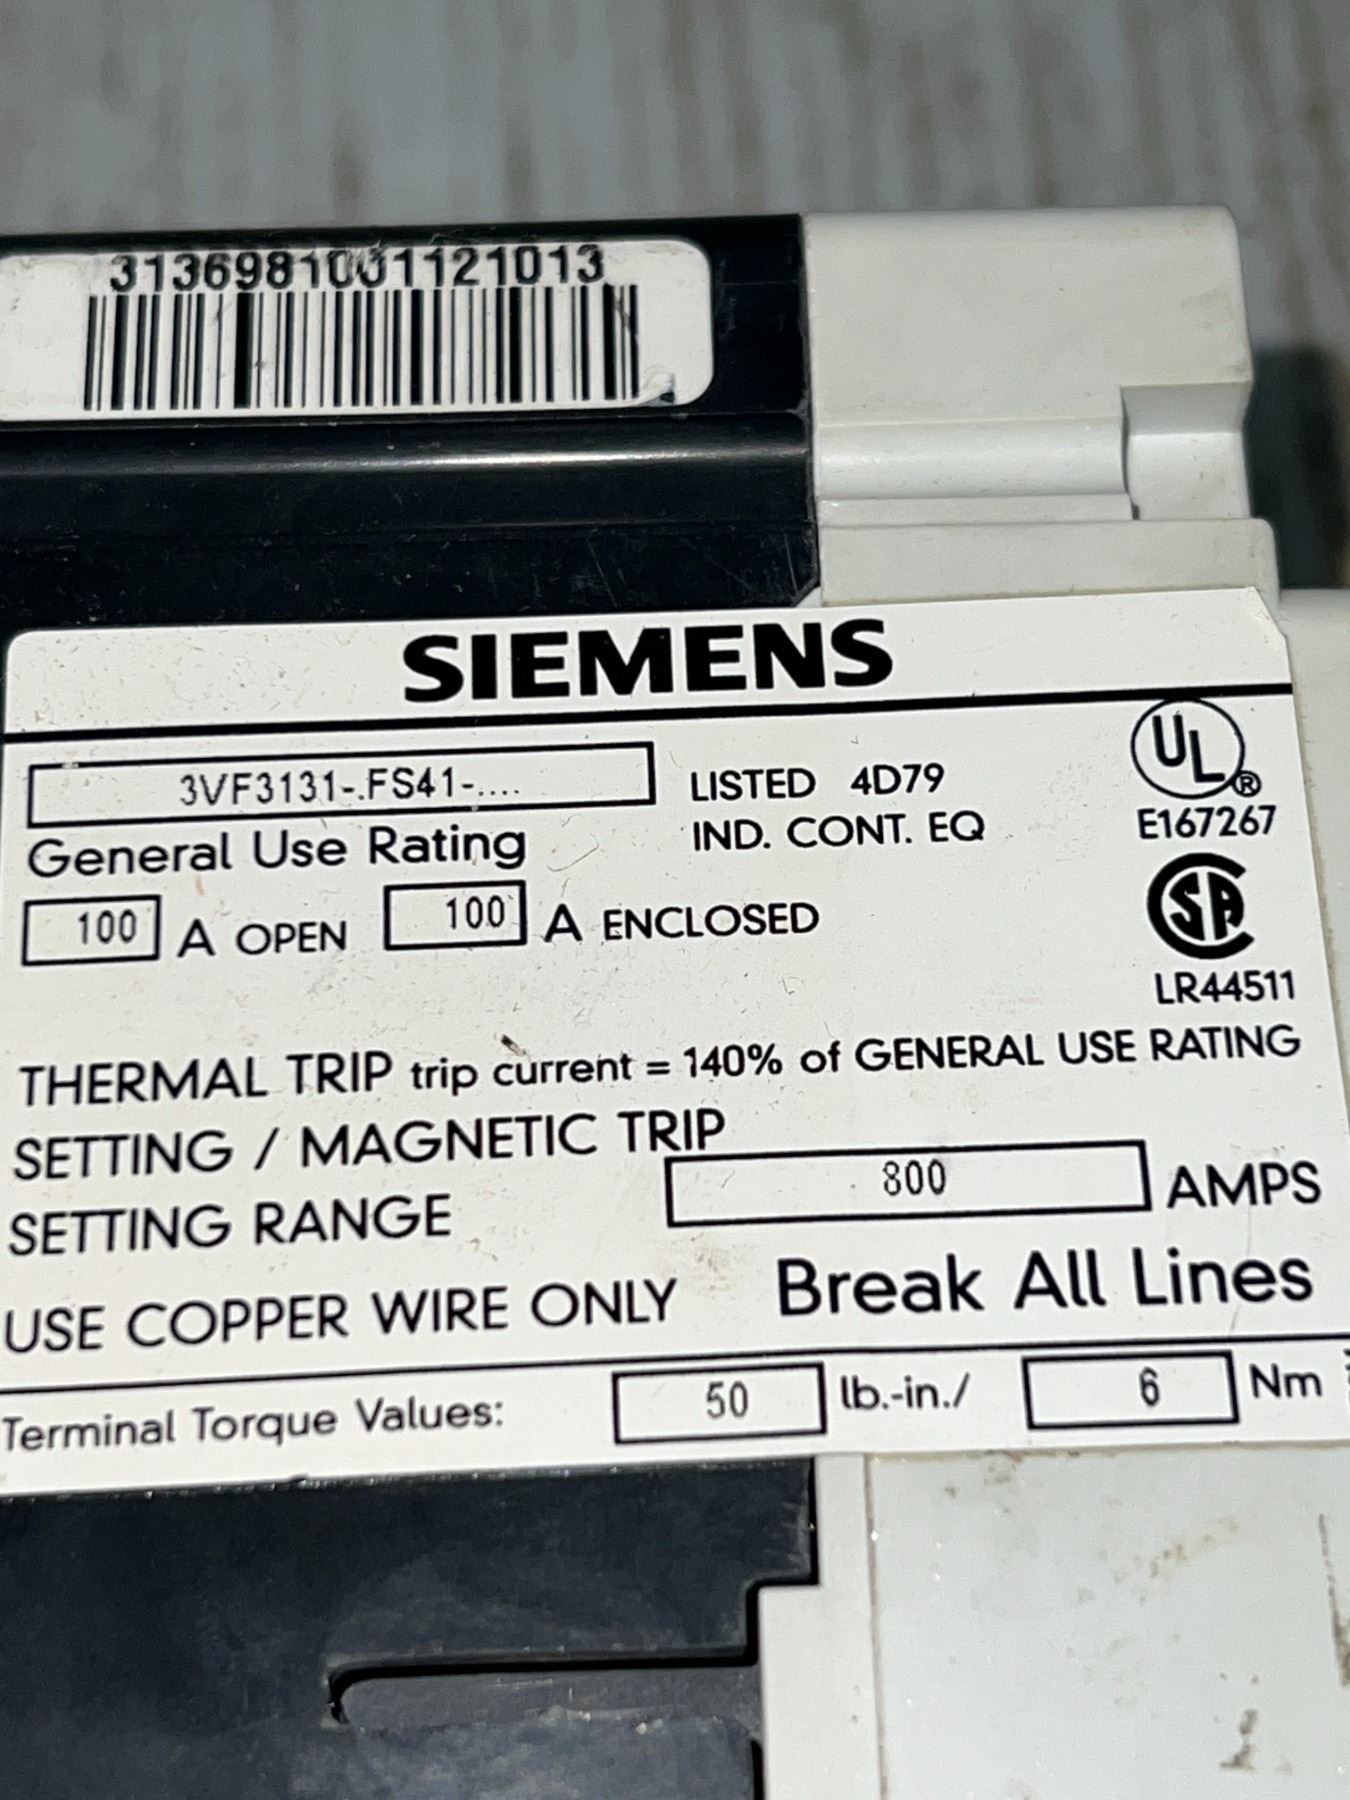 3136981001121013
SIEMENS
3VF3131-.FS41-....
LISTED 4D79
IND. CONT. EQ
UL
®
E167267
General Use Rating
100 A OPEN 100 A ENCLOSED
SA
LR44511
THERMAL TRIP trip current = 140% of GENERAL USE RATING
SETTING / MAGNETIC TRIP
SETTING RANGE 800 AMPS
USE COPPER WIRE ONLY Break All Lines
Terminal Torque Values: 50 lb.-in./ 6 Nm